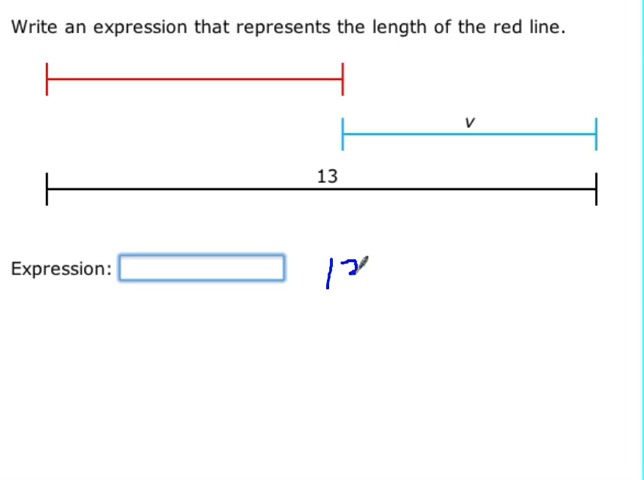 Write an expression that represents the length of the red line.
v
13
Expression: